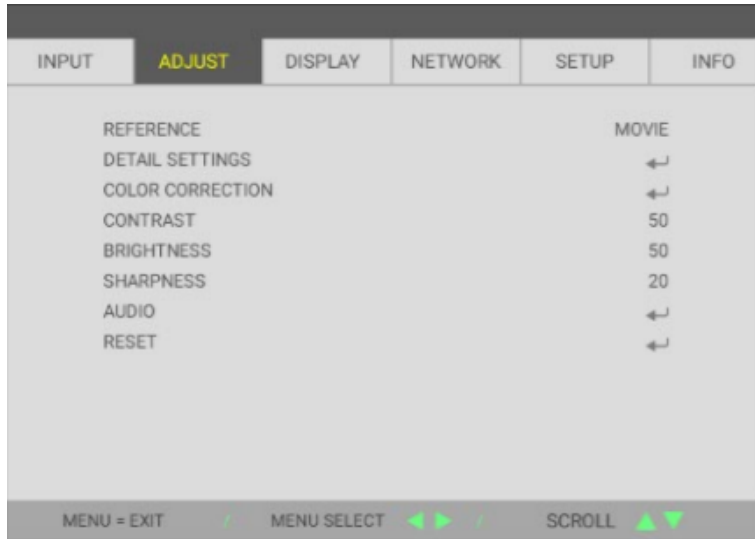 INPUT ADJUST DISPLAY NETWORK SETUP INFO
REFERENCE MOVIE
DETAIL SETTINGS
COLOR CORRECTION
CONTRAST 50
BRIGHTNESS 50
SHARPNESS 20
AUDIO
RESET
MENU = EXIT / MENU SELECT ◀ ▶ / SCROLL ▲ ▼